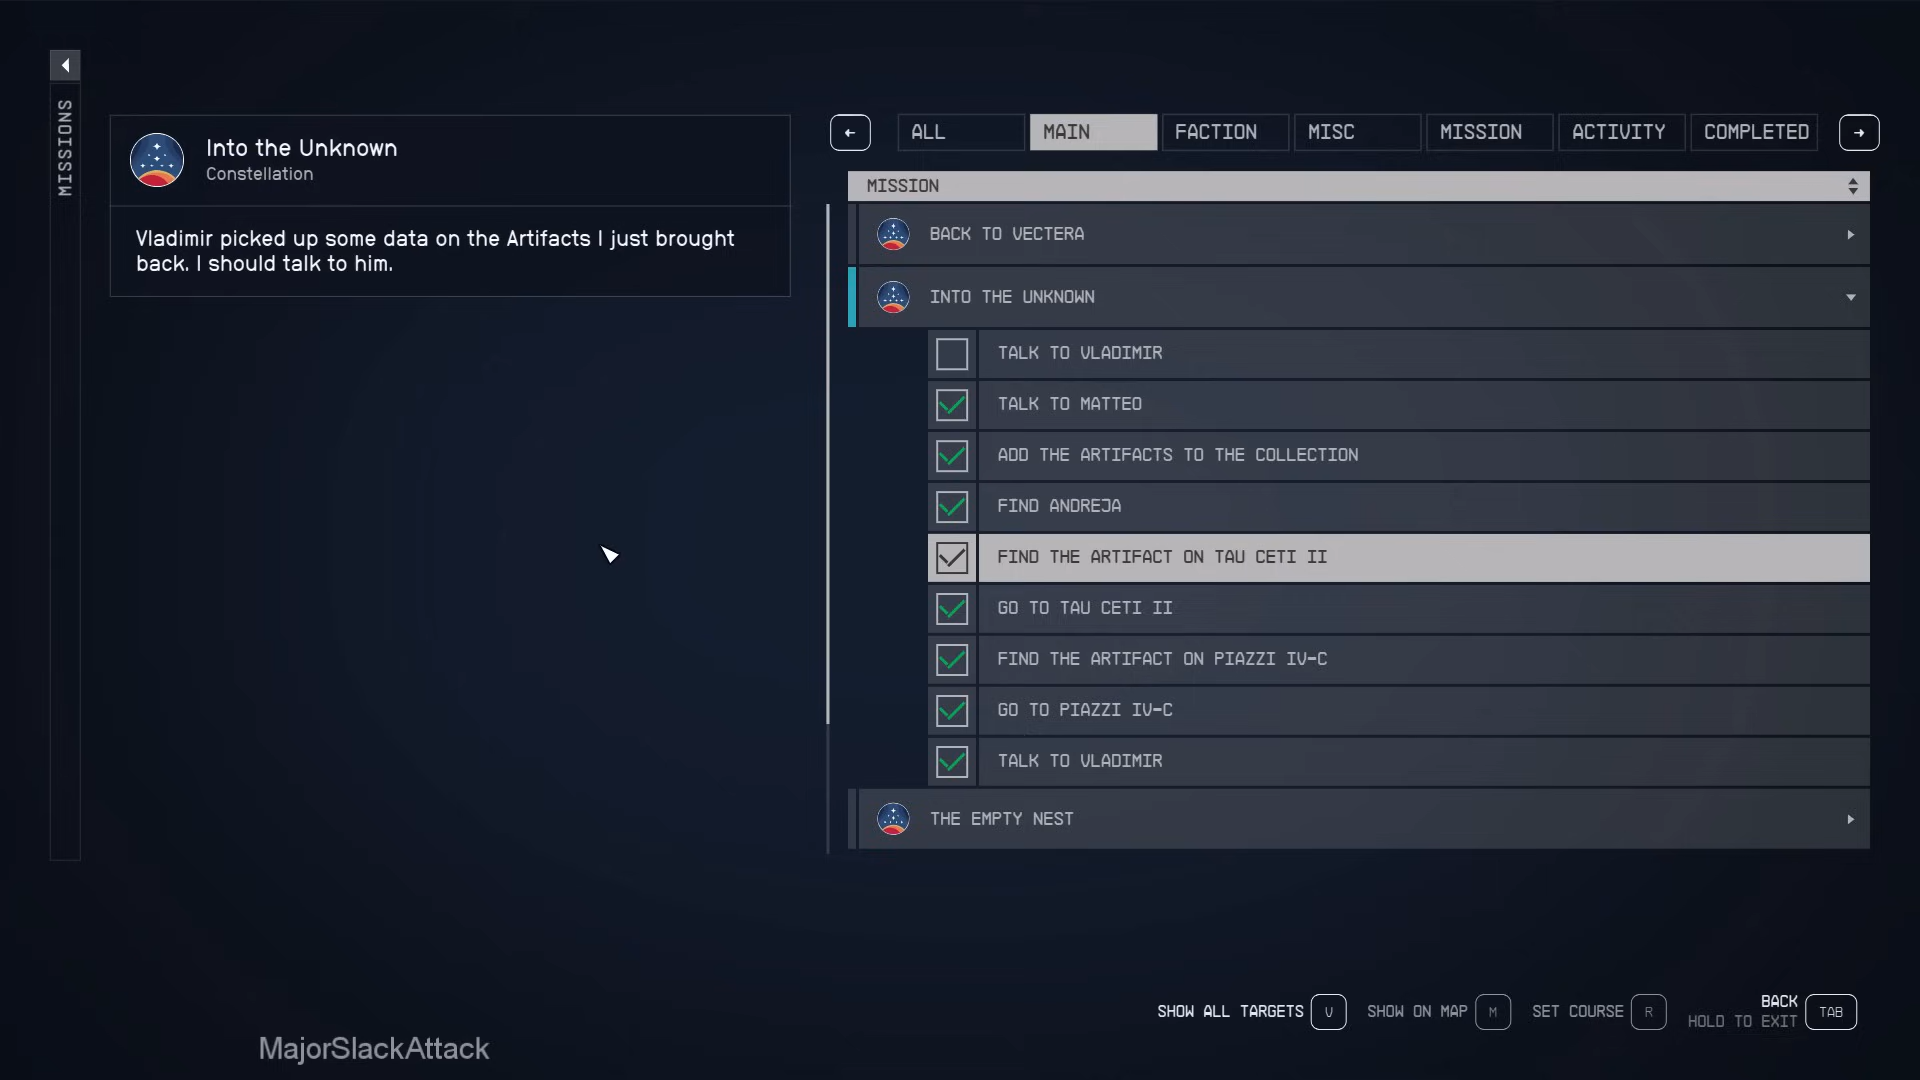 MISSIONS
Into the Unknown
Constellation
Vladimir picked up some data on the Artifacts I just brought
back. I should talk to him.
ALL
MAIN
FACTION
MISC
MISSION
ACTIVITY
COMPLETED
MISSION
BACK TO VECTERA
INTO THE UNKNOWN
TALK TO VLADIMIR
TALK TO MATTEO
ADD THE ARTIFACTS TO THE COLLECTION
FIND ANDREJA
FIND THE ARTIFACT ON TAU CETI II
GO TO TAU CETI II
FIND THE ARTIFACT ON PIAZZI IV-C
GO TO PIAZZI IV-C
TALK TO VLADIMIR
THE EMPTY NEST
SHOW ALL TARGETS V
SHOW ON MAP M
SET COURSE R
BACK
HOLD TO EXIT
TAB
MajorSlackAttack